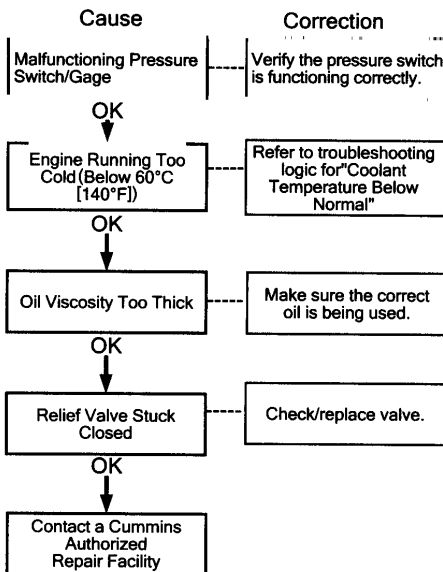 Cause
Correction
Malfunctioning Pressure
Switch/Gage
Verify the pressure switch
is functioning correctly.
OK
Engine Running Too
Cold (Below 60°C
[140°F])
Refer to troubleshooting
logic for"Coolant
Temperature Below
Normal"
OK
Oil Viscosity Too Thick
Make sure the correct
oil is being used.
OK
Relief Valve Stuck
Closed
Check/replace valve.
OK
Contact a Cummins
Authorized
Repair Facility